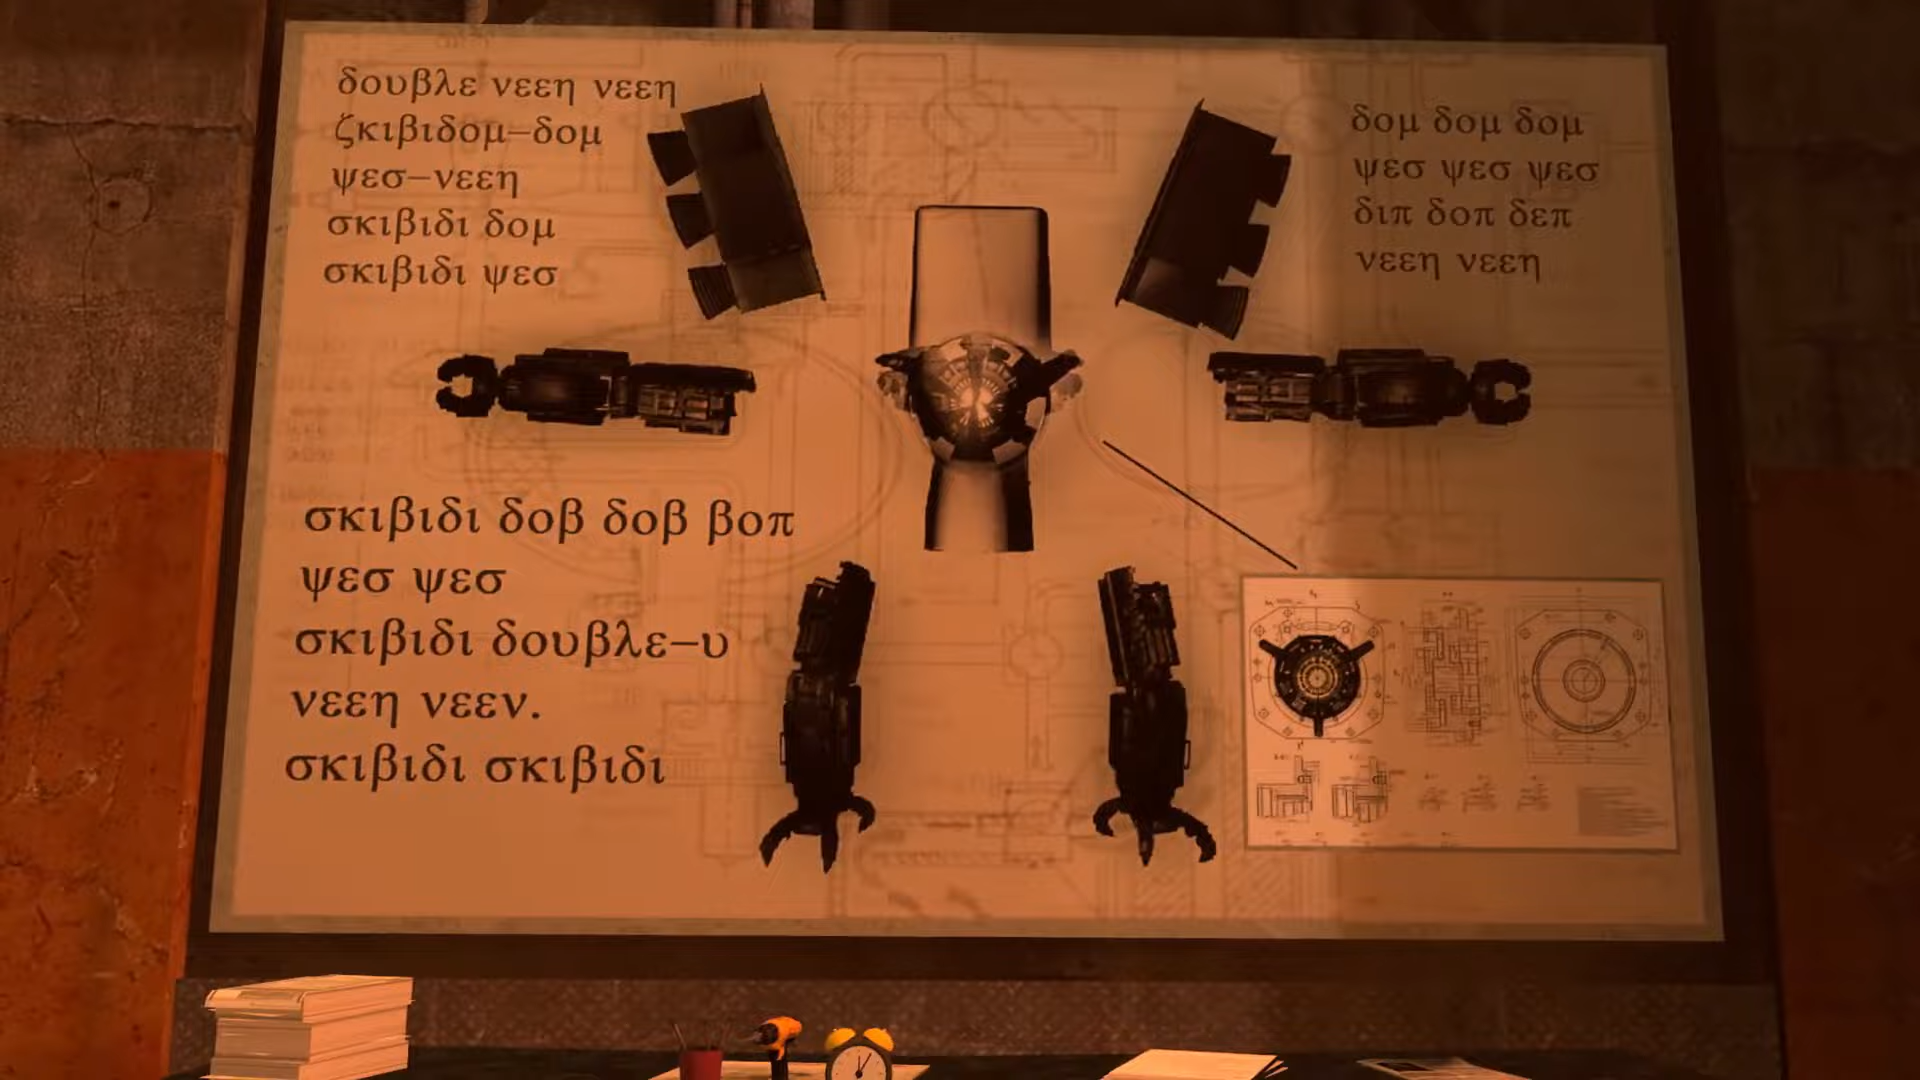 δουβλε νεεη νεεη
ζκιβιδομ–δομ
ψεσ–νεεη
σκιβιδι δομ
σκιβιδι ψεσ
δομ δομ δομ
ψεσ ψεσ ψεσ
διπ δοπ δεπ
νεεη νεεη
σκιβιδι δοβ δοβ βοπ
ψεσ ψεσ
σκιβιδι δουβλε–υ
νεεη νεεν.
σκιβιδι σκιβιδι